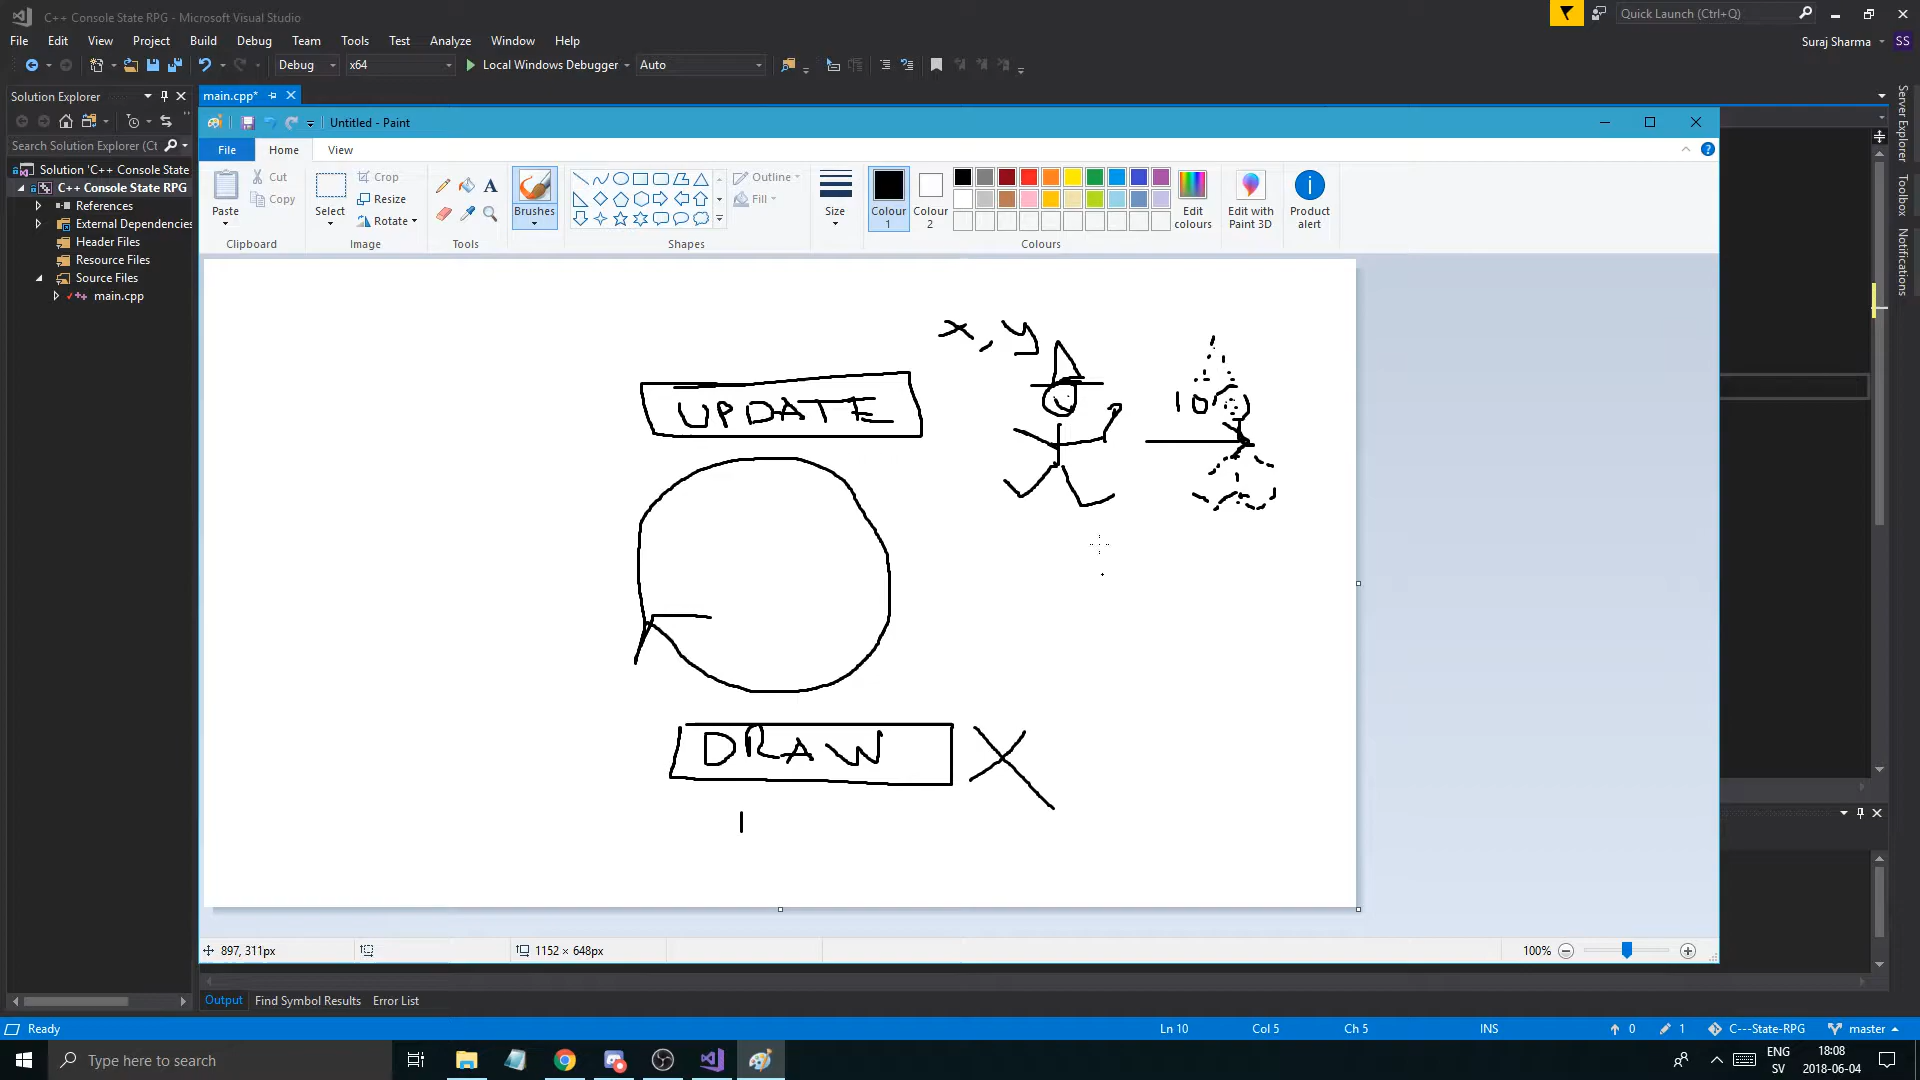 C++ Console State RPG - Microsoft Visual Studio
Quick Launch (Ctrl+Q)
File Edit View Project Build Debug Team Tools Test Analyze Window Help
Suraj Sharma SS
Debug x64 Local Windows Debugger Auto
Solution Explorer
main.cpp*
Untitled - Paint
File Home View
Search Solution Explorer (Ct
Solution 'C++ Console State
C++ Console State RPG
References
External Dependencies
Header Files
Resource Files
Source Files
main.cpp
Paste
Cut
Copy
Clipboard
Select
Crop
Resize
Rotate
Image
A
Tools
Brushes
Outline
Fill
Shapes
Size
Colour 1
Colour 2
Edit colours
Colours
Edit with Paint 3D
Product alert
Server Explorer
Toolbox
Notifications
x, y
UPDATE
10
DRAW X
897, 311px
1152 × 648px
100%
Output Find Symbol Results Error List
Ready
Ln 10 Col 5 Ch 5 INS
0 1 C---State-RPG master
Type here to search
ENG
SV
18:08
2018-06-04